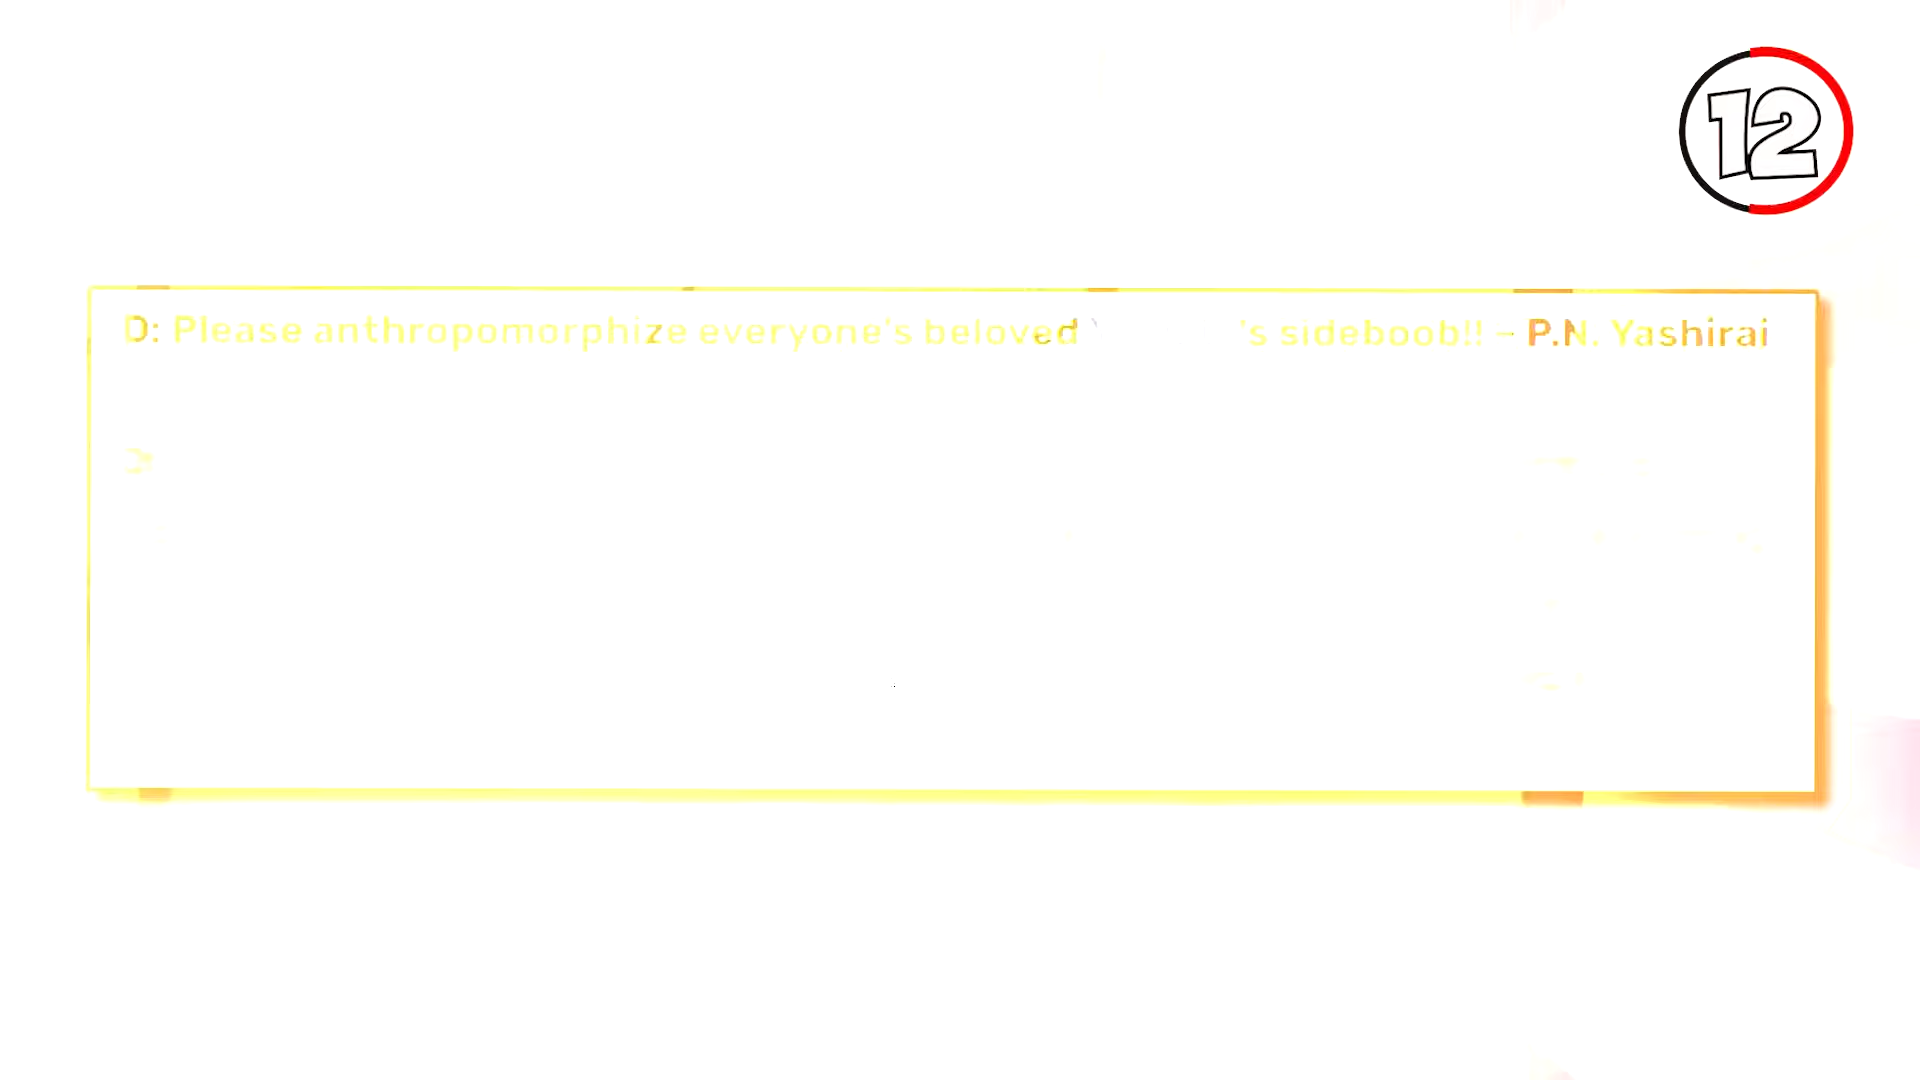 12
D: Please anthropomorphize everyone's beloved 's sideboob!! – P.N. Yashirai